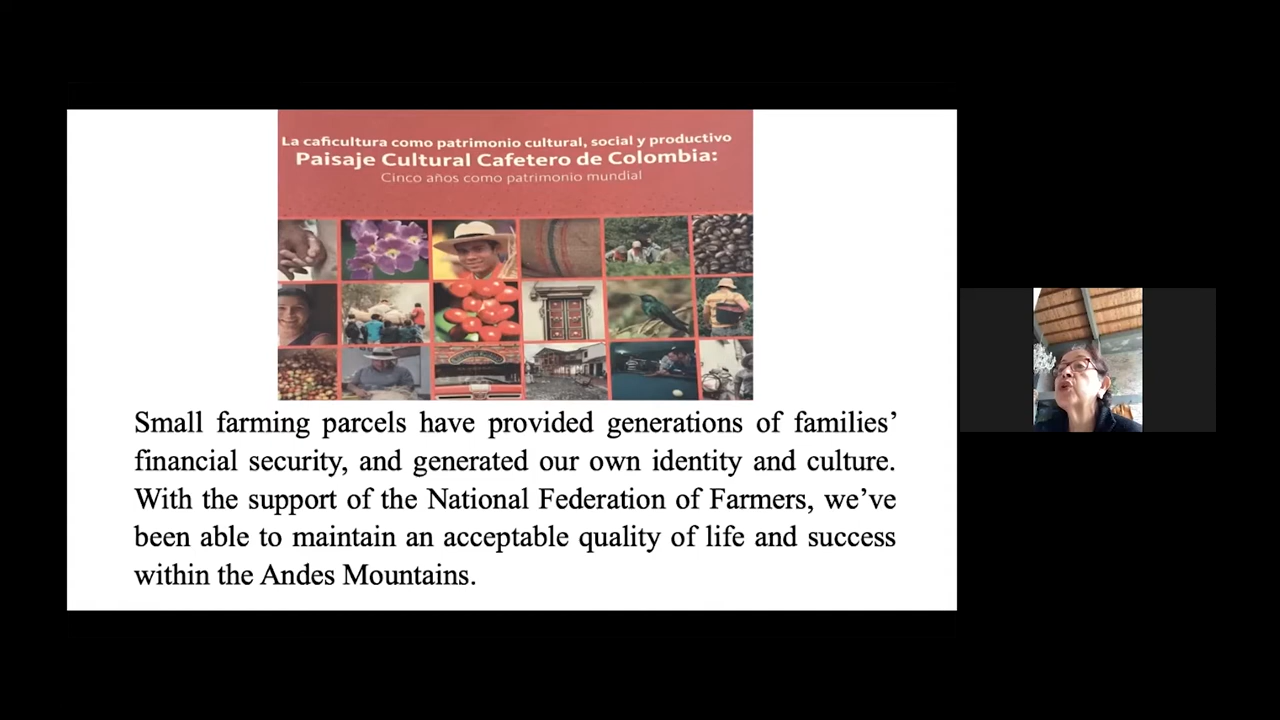 La caficultura como patrimonio cultural, social y productivo
Paisaje Cultural Cafetero de Colombia:
Cinco años como patrimonio mundial
Small farming parcels have provided generations of families’
financial security, and generated our own identity and culture.
With the support of the National Federation of Farmers, we’ve
been able to maintain an acceptable quality of life and success
within the Andes Mountains.